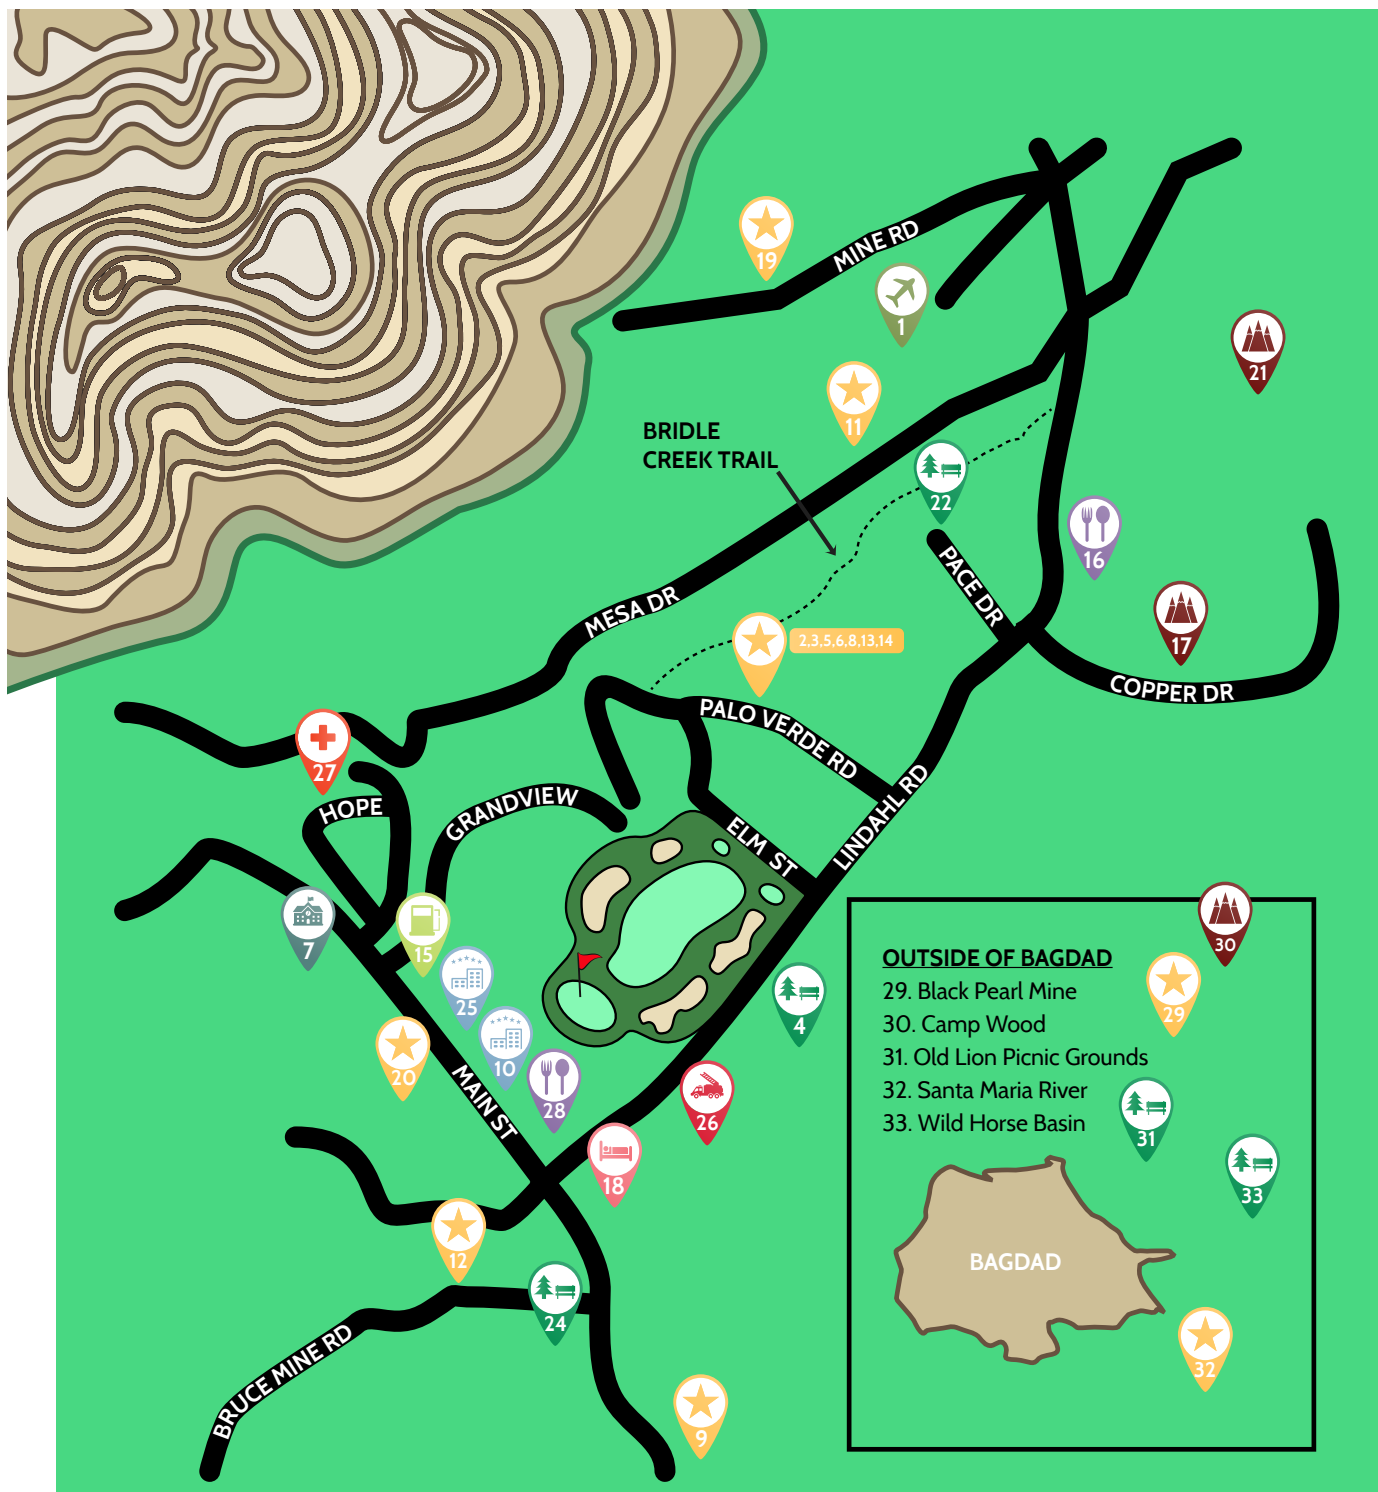 MINE RD
19
1
21
11
BRIDLE
CREEK TRAIL
22
16
PACE DR
MESA DR
17
2,3,5,6,8,13,14
COPPER DR
PALO VERDE RD
27
LINDAHL RD
HOPE
GRANDVIEW
ELM ST
7
15
25
4
20
10
28
MAIN ST
26
18
12
24
BRUCE MINE RD
9
30
OUTSIDE OF BAGDAD
29. Black Pearl Mine
30. Camp Wood
31. Old Lion Picnic Grounds
32. Santa Maria River
33. Wild Horse Basin
29
31
33
BAGDAD
32